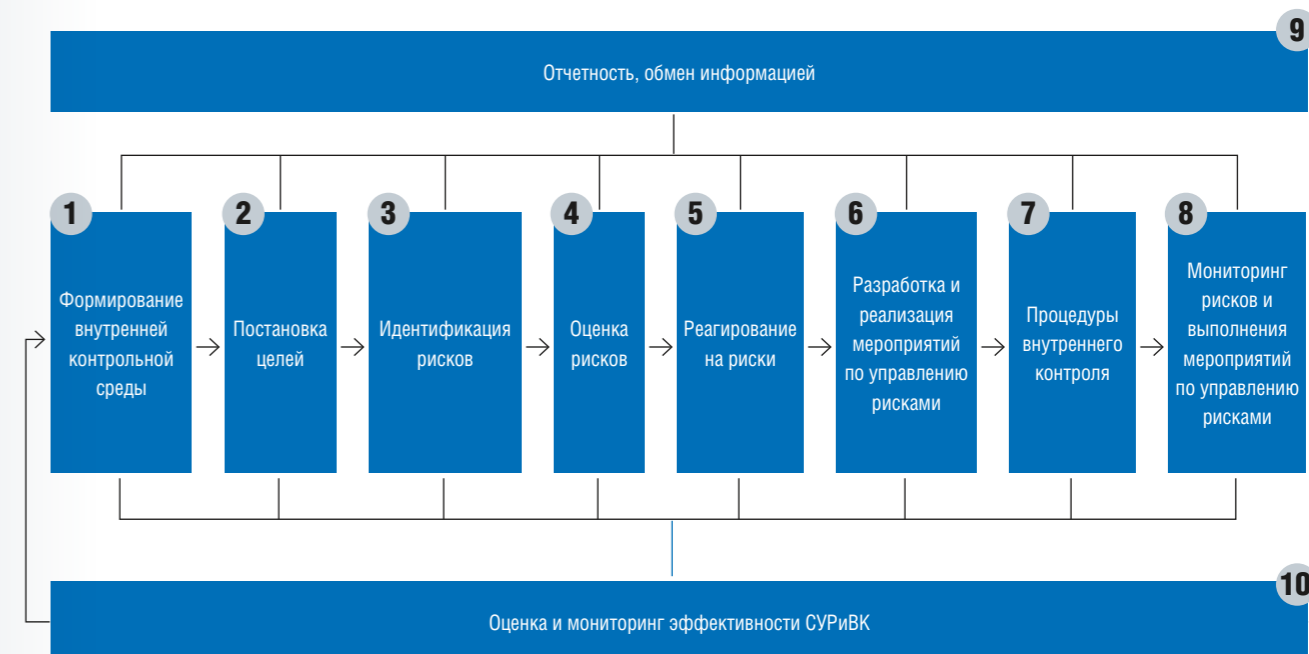 9
Отчетность, обмен информацией
1
Формирование
внутренней
контрольной
среды
2
Постановка
целей
3
Идентификация
рисков
4
Оценка
рисков
5
Реагирование
на риски
6
Разработка и
реализация
мероприятий
по управлению
рисками
7
Процедуры
внутреннего
контроля
8
Мониторинг
рисков и
выполнения
мероприятий
по управлению
рисками
10
Оценка и мониторинг эффективности СУРиВК